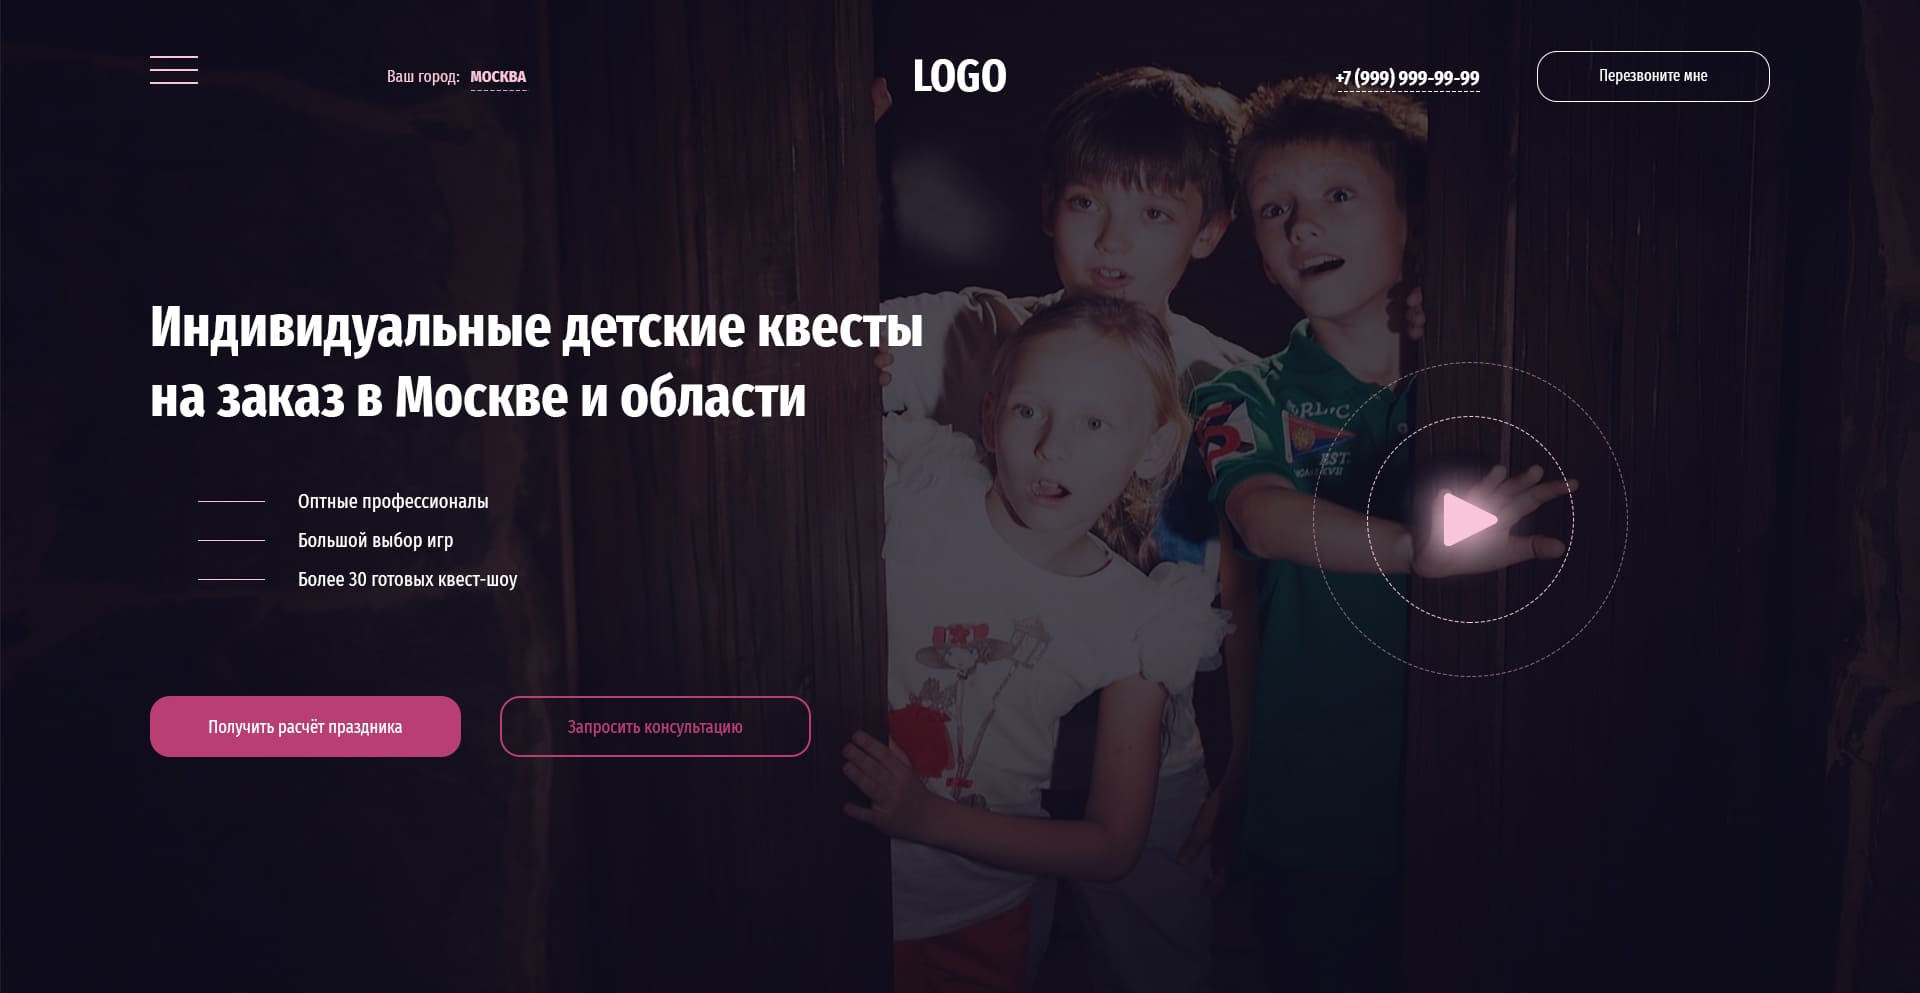 Ваш город: МОСКВА
LOGO
+7 (999) 999-99-99
Перезвоните мне
Индивидуальные детские квесты
на заказ в Москве и области
Оптные профессионалы
Большой выбор игр
Более 30 готовых квест-шоу
Получить расчёт праздника
Запросить консультацию